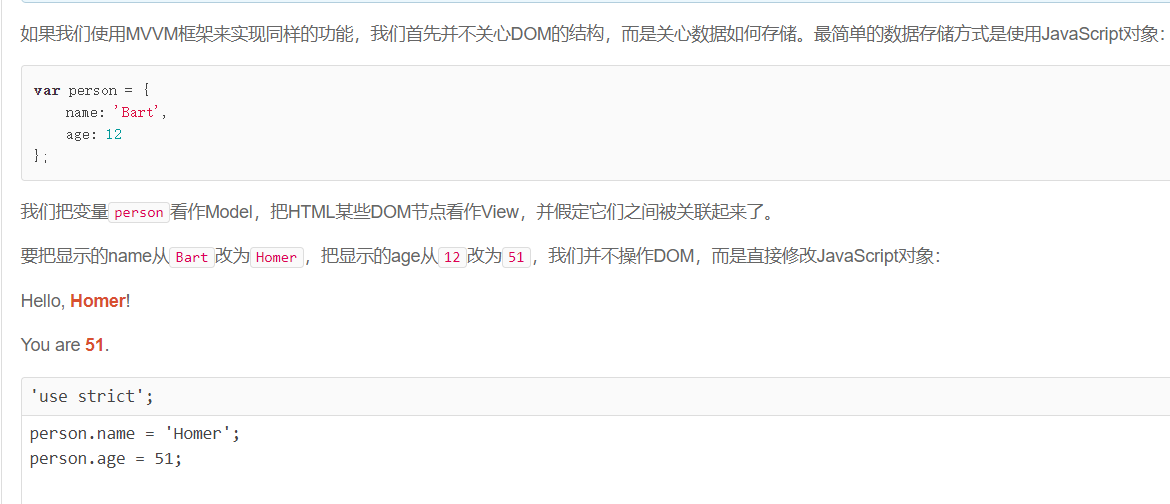 如果我们使用MVVM框架来实现同样的功能，我们首先并不关心DOM的结构，而是关心数据如何存储。最简单的数据存储方式是使用JavaScript对象：
var person = {
    name: 'Bart',
    age: 12
};
我们把变量person看作Model，把HTML某些DOM节点看作View，并假定它们之间被关联起来了。
要把显示的name从Bart改为Homer，把显示的age从12改为51，我们并不操作DOM，而是直接修改JavaScript对象：
Hello, Homer!
You are 51.
'use strict';
person.name = 'Homer';
person.age = 51;